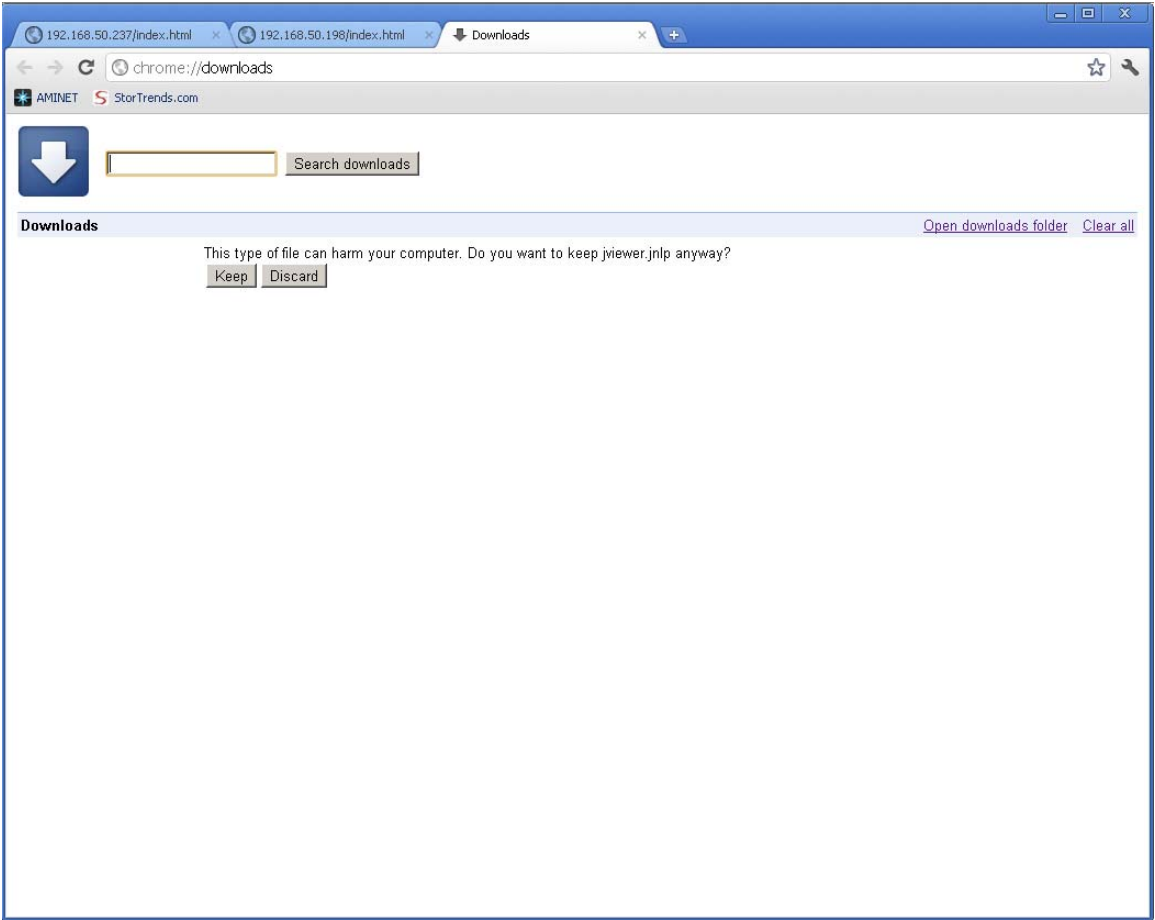 192.168.50.237/index.html 192.168.50.198/index.html Downloads
chrome://downloads
AMINET StorTrends.com
Search downloads
Downloads Open downloads folder Clear all
This type of file can harm your computer. Do you want to keep jviewer.jnlp anyway?
Keep Discard